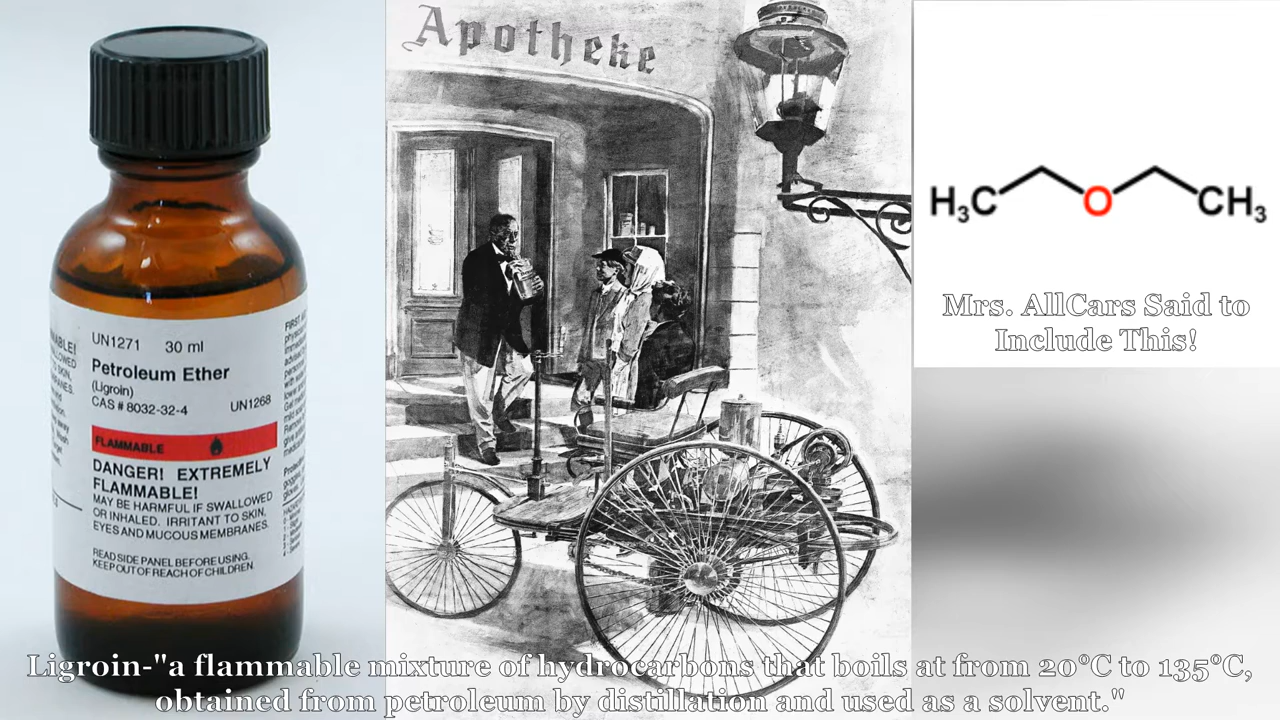 Apotheke
UN1271 30 ml
Petroleum Ether
(Ligroin)
CAS # 8032-32-4 UN1268
FLAMMABLE
DANGER! EXTREMELY
FLAMMABLE!
MAY BE HARMFUL IF SWALLOWED
OR INHALED. IRRITANT TO SKIN,
EYES AND MUCOUS MEMBRANES.
READ SIDE PANEL BEFORE USING.
KEEP OUT OF REACH OF CHILDREN.
H₃C O CH₃
Mrs. AllCars Said to
Include This!
Ligroin-"a flammable mixture of hydrocarbons that boils at from 20°C to 135°C,
obtained from petroleum by distillation and used as a solvent."